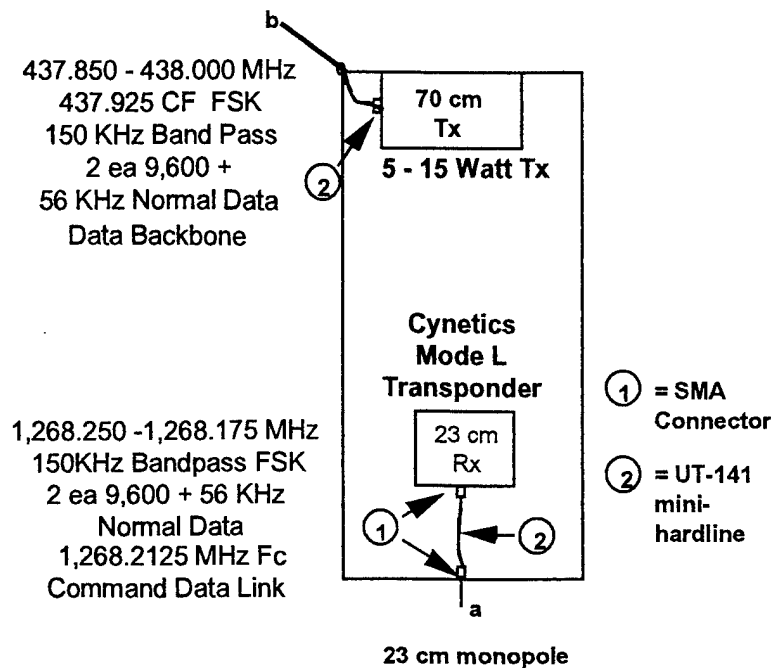 b
437.850 - 438.000 MHz
437.925 CF FSK
150 KHz Band Pass
2 ea 9,600 +
56 KHz Normal Data
Data Backbone
70 cm
Tx
2
5 - 15 Watt Tx
Cynetics
Mode L
Transponder
1,268.250 -1,268.175 MHz
150KHz Bandpass FSK
2 ea 9,600 + 56 KHz
Normal Data
1,268.2125 MHz Fc
Command Data Link
23 cm
Rx
1
2
a
23 cm monopole
1 = SMA
Connector
2 = UT-141
mini-
hardline